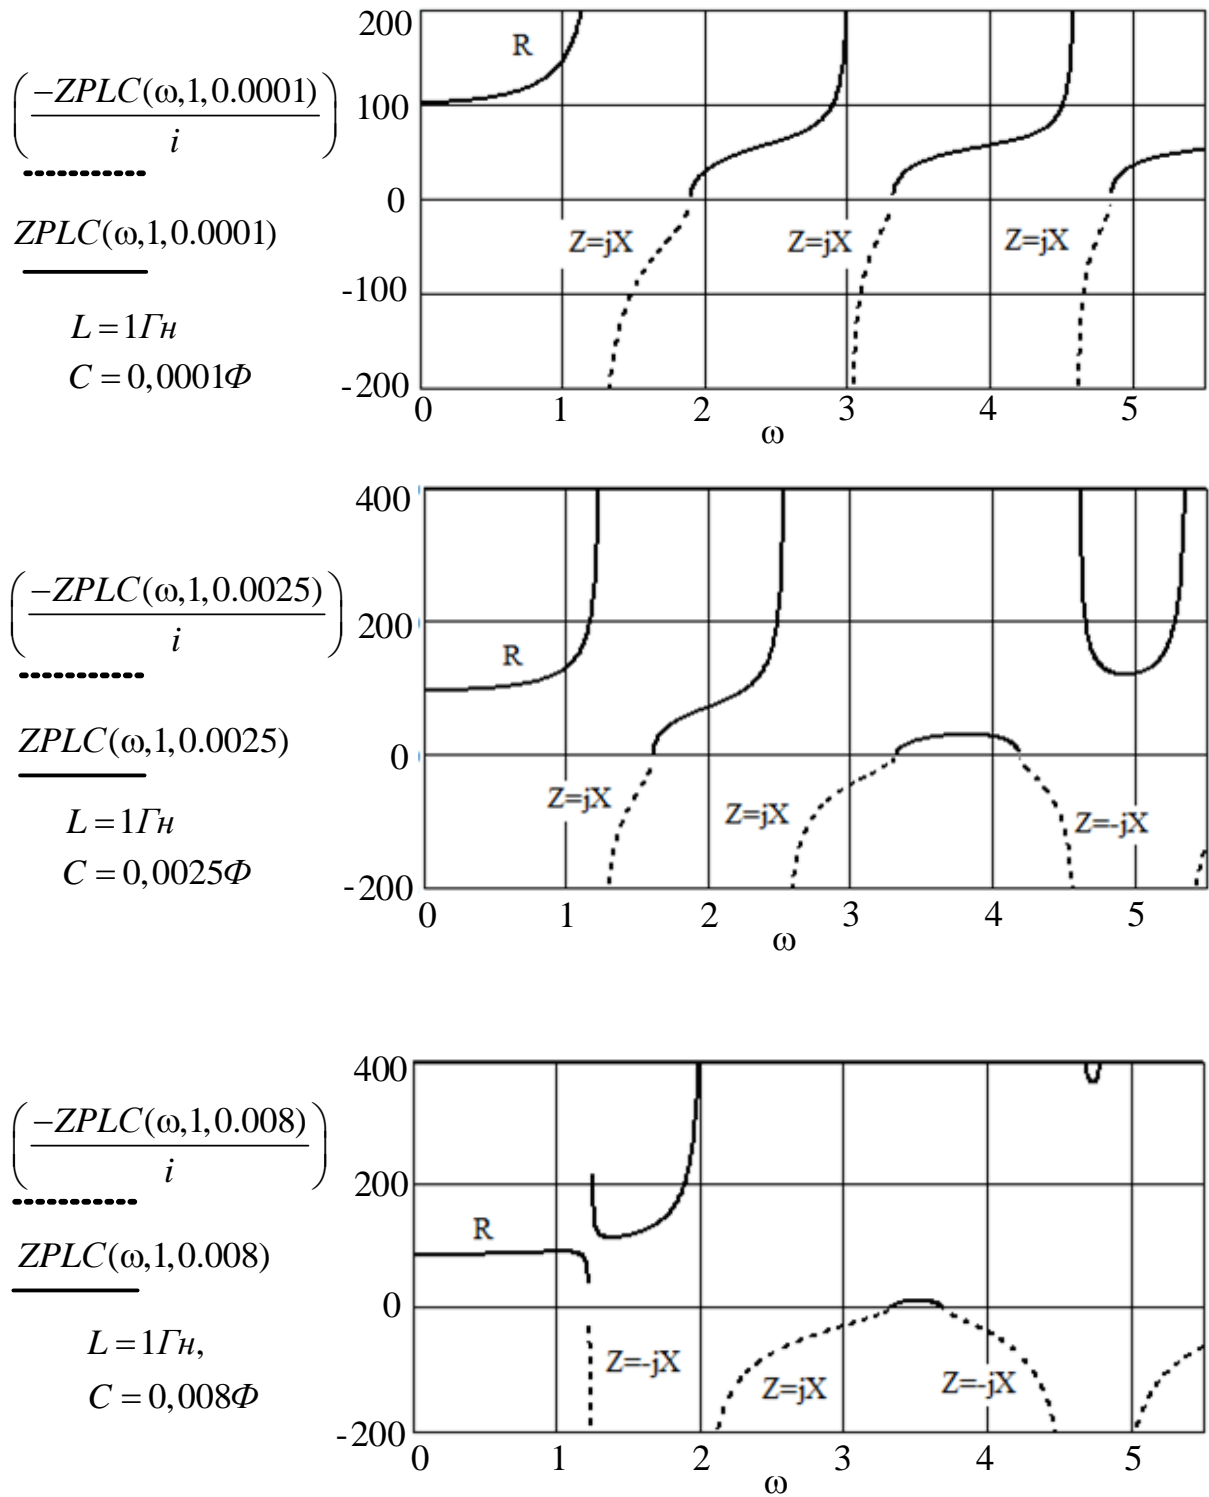 (−ZPLC(ω,1,0.0001) / i)
ZPLC(ω,1,0.0001)
L = 1Гн
C = 0,0001Ф
200
100
0
-100
-200
R
Z=jX
Z=jX
Z=jX
0 1 2 3 4 5
ω
(−ZPLC(ω,1,0.0025) / i)
ZPLC(ω,1,0.0025)
L = 1Гн
C = 0,0025Ф
400
200
0
-200
R
Z=jX
Z=jX
Z=-jX
0 1 2 3 4 5
ω
(−ZPLC(ω,1,0.008) / i)
ZPLC(ω,1,0.008)
L = 1Гн,
C = 0,008Ф
400
200
0
-200
R
Z=-jX
Z=jX
Z=-jX
0 1 2 3 4 5
ω